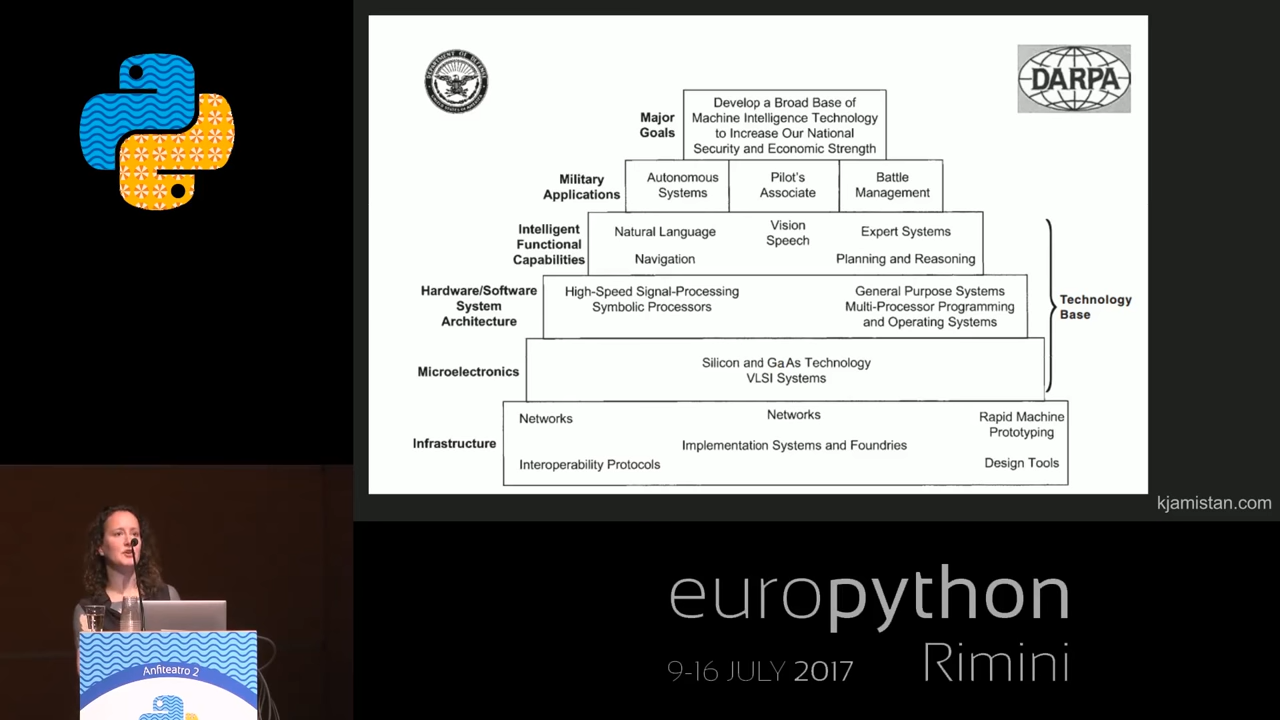 DEPARTMENT OF DEFENSE
DARPA
Major
Goals
Develop a Broad Base of
Machine Intelligence Technology
to Increase Our National
Security and Economic Strength
Military
Applications
Autonomous
Systems
Pilot's
Associate
Battle
Management
Intelligent
Functional
Capabilities
Natural Language
Navigation
Vision
Speech
Expert Systems
Planning and Reasoning
Hardware/Software
System
Architecture
High-Speed Signal-Processing
Symbolic Processors
General Purpose Systems
Multi-Processor Programming
and Operating Systems
Technology
Base
Microelectronics
Silicon and GaAs Technology
VLSI Systems
Infrastructure
Networks
Interoperability Protocols
Networks
Implementation Systems and Foundries
Rapid Machine
Prototyping
Design Tools
kjamistan.com
europython
Rimini
9-16 JULY 2017
Anfiteatro 2